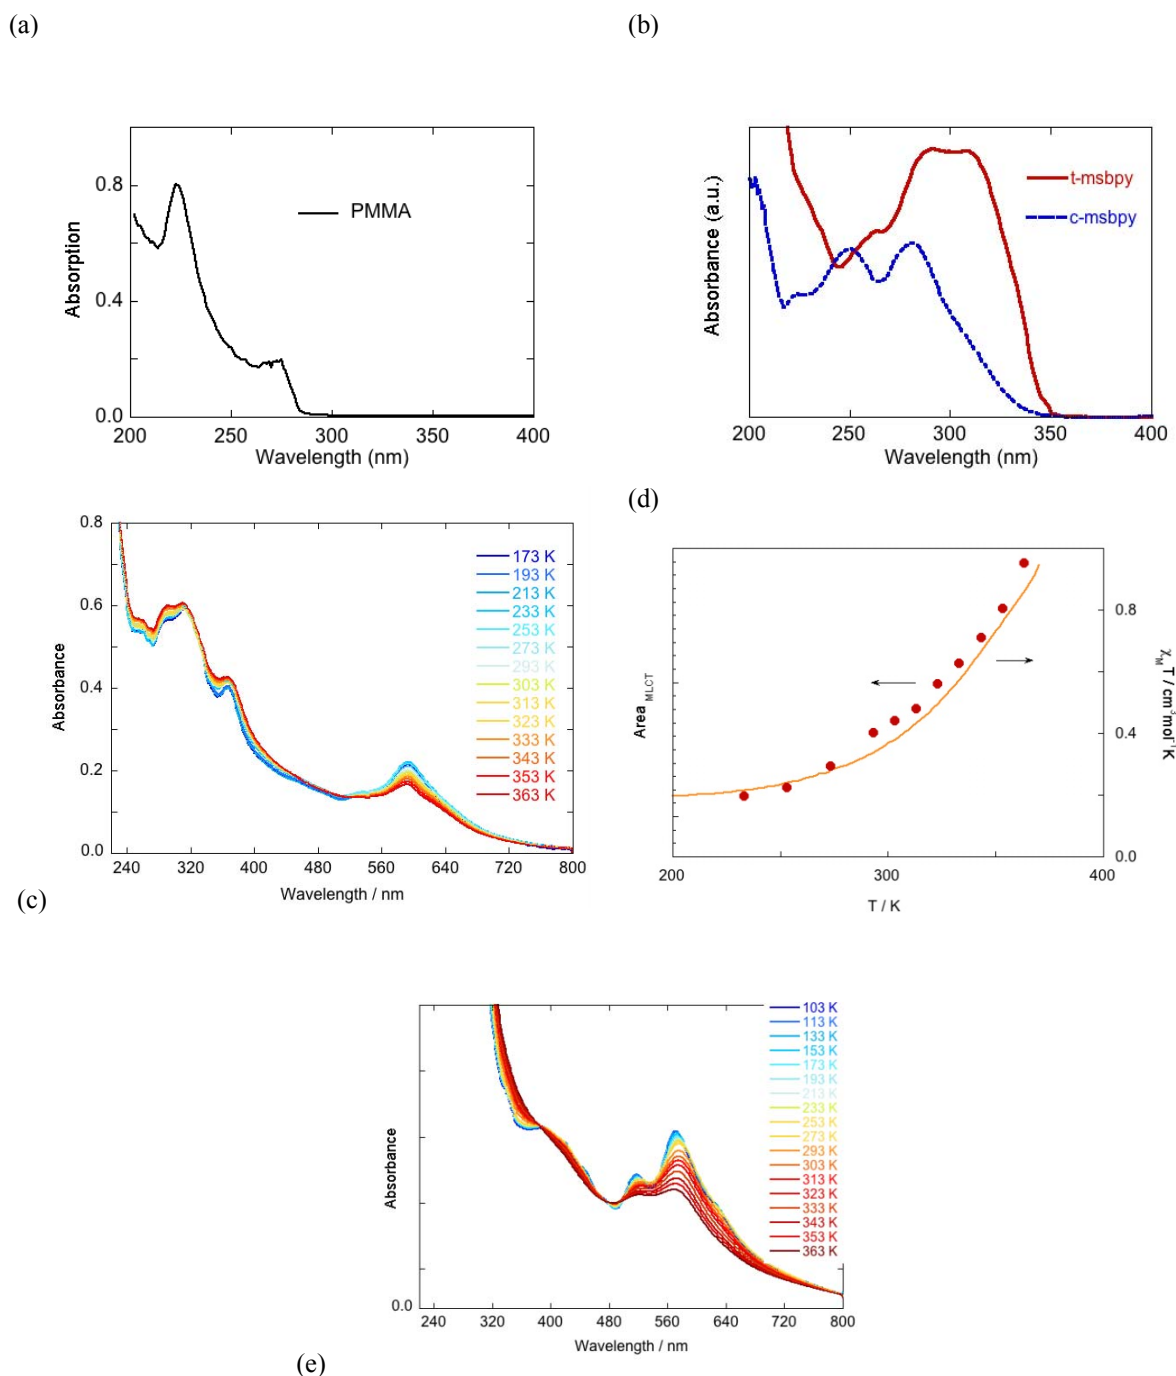 (a)
(b)
0.8
0.4
0.0
Absorption
PMMA
200 250 300 350 400
Wavelength (nm)
Absorbance (a.u.)
t-msbpy
c-msbpy
200 250 300 350 400
Wavelength (nm)
(d)
0.8
0.6
0.4
0.2
0.0
Absorbance
173 K
193 K
213 K
233 K
253 K
273 K
293 K
303 K
313 K
323 K
333 K
343 K
353 K
363 K
240 320 400 480 560 640 720 800
Wavelength / nm
(c)
Area MLCT
0.8
0.4
0.0
χM T / cm³mol⁻¹K
200 300 400
T / K
103 K
113 K
133 K
153 K
173 K
193 K
213 K
233 K
253 K
273 K
293 K
303 K
313 K
323 K
333 K
343 K
353 K
363 K
Absorbance
0.0
240 320 400 480 560 640 720 800
Wavelength / nm
(e)